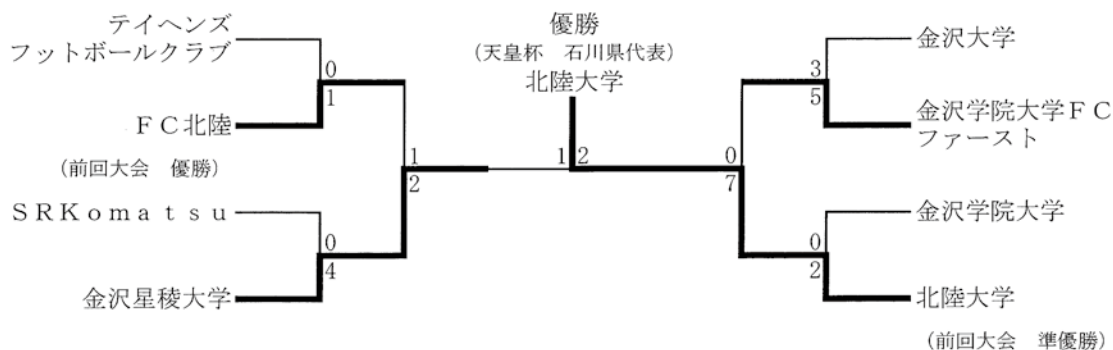 テイヘンズ
フットボールクラブ
0
1
ＦＣ北陸
(前回大会　優勝)
ＳＲＫｏｍａｔｓｕ
0
4
金沢星稜大学
1
2
優勝
(天皇杯　石川県代表)
北陸大学
1 2
金沢大学
3
5
金沢学院大学ＦＣ
ファースト
0
7
金沢学院大学
0
2
北陸大学
(前回大会　準優勝)